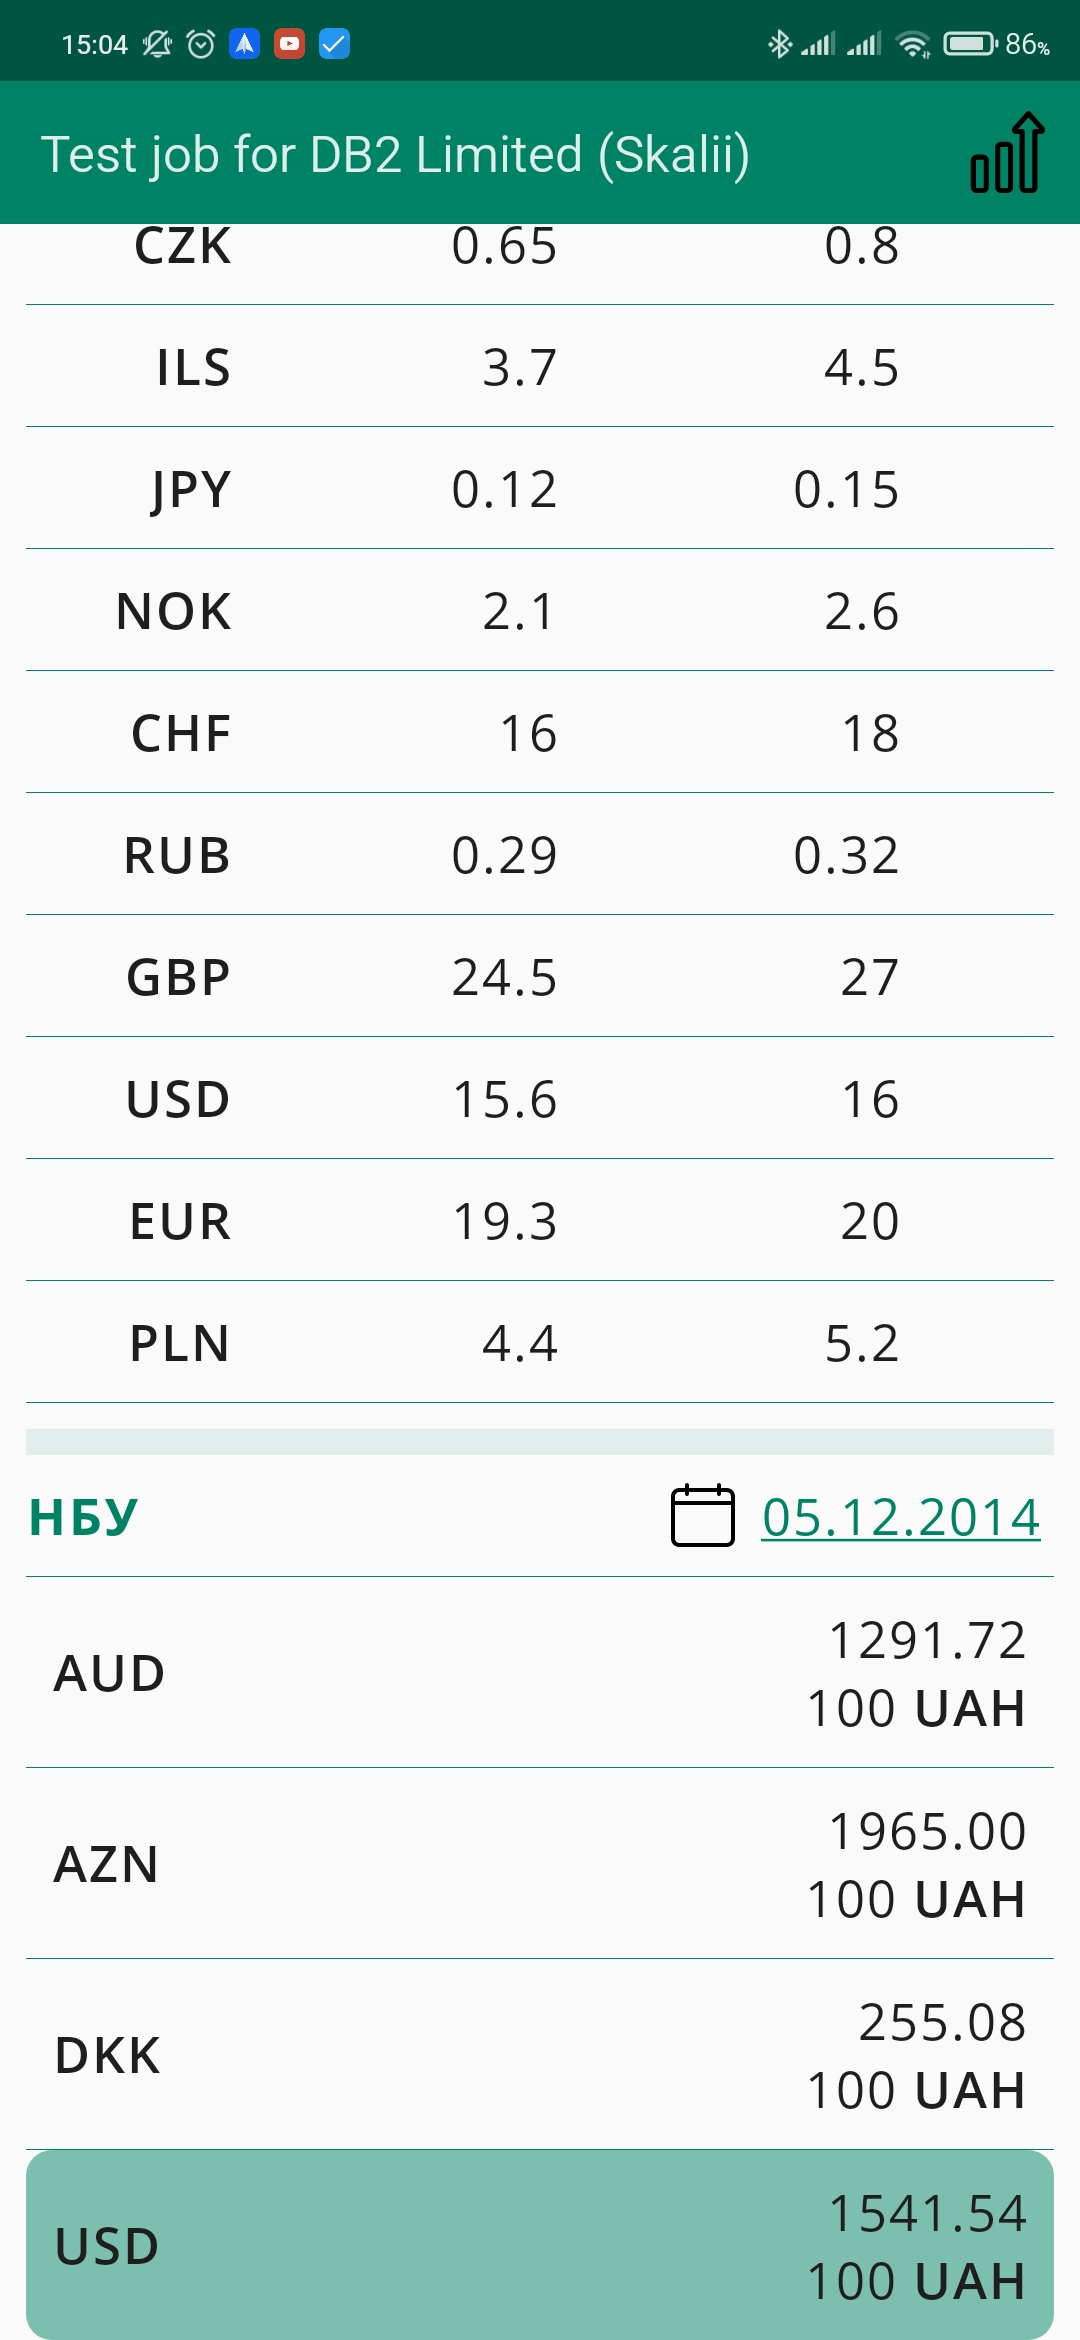 15:04 86%
Test job for DB2 Limited (Skalii)
CZK 0.65 0.8
ILS 3.7 4.5
JPY 0.12 0.15
NOK 2.1 2.6
CHF 16 18
RUB 0.29 0.32
GBP 24.5 27
USD 15.6 16
EUR 19.3 20
PLN 4.4 5.2
НБУ 05.12.2014
AUD 1291.72
100 UAH
AZN 1965.00
100 UAH
DKK 255.08
100 UAH
USD 1541.54
100 UAH